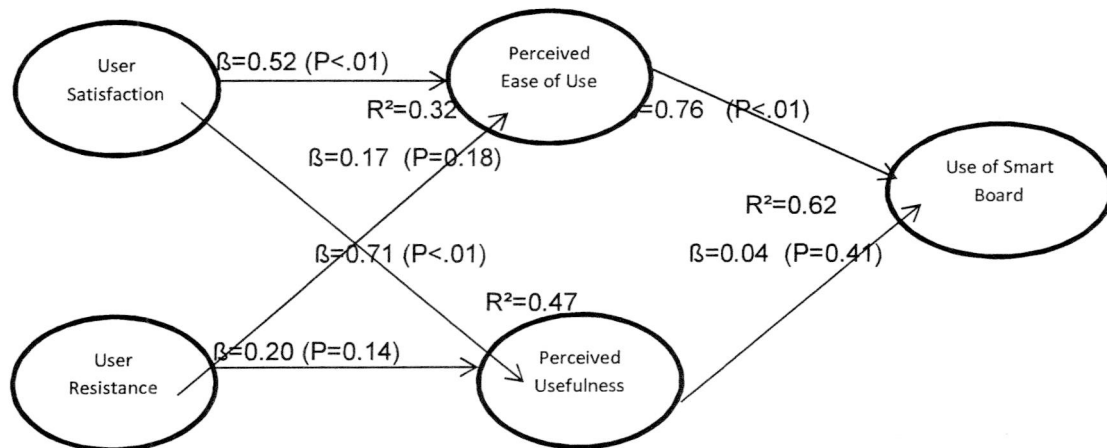 User
Satisfaction
ß=0.52 (P<.01)
Perceived
Ease of Use
R²=0.32
=0.76 (P<.01)
ß=0.17 (P=0.18)
Use of Smart
Board
R²=0.62
ß=0.71 (P<.01)
ß=0.04 (P=0.41)
R²=0.47
User
Resistance
ß=0.20 (P=0.14)
Perceived
Usefulness